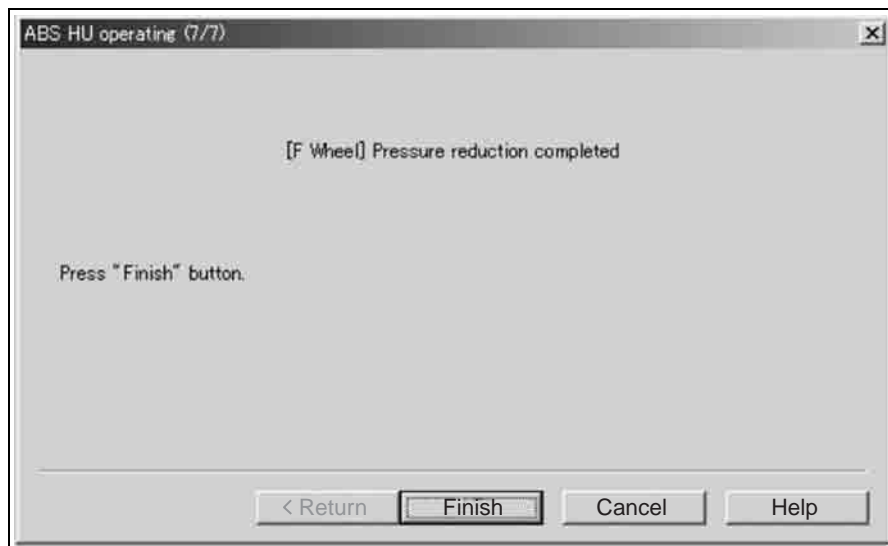 ABS HU operating (7/7)
[F Wheel] Pressure reduction completed
Press "Finish" button.
< Return Finish Cancel Help